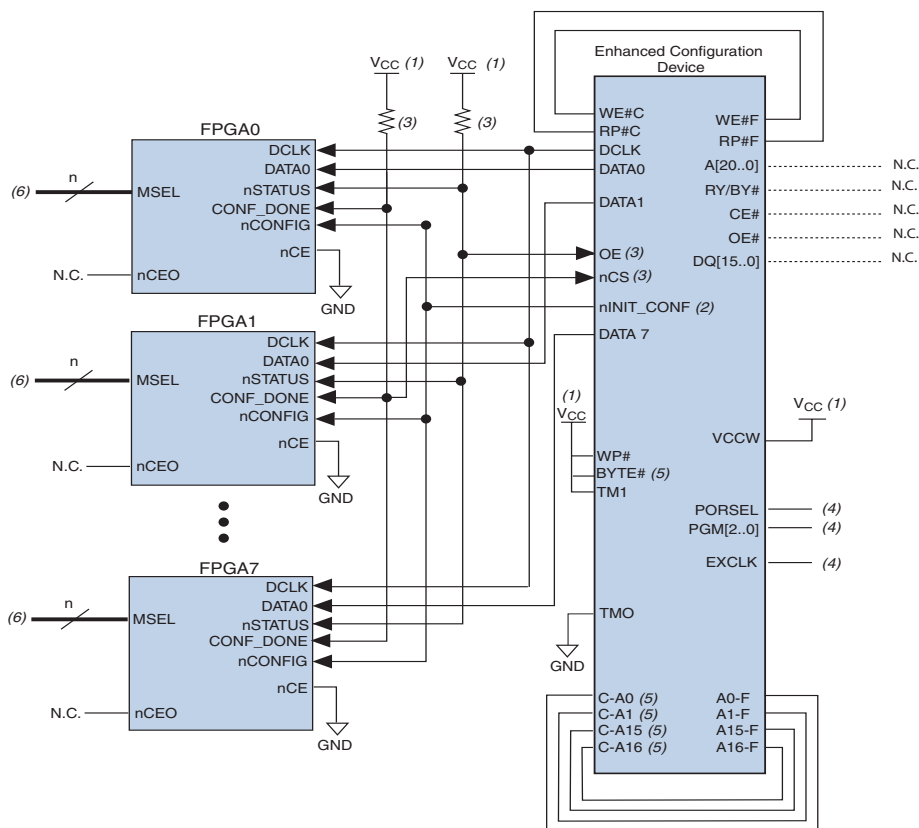 Enhanced Configuration
Device
VCC (1)
VCC (1)
(3)
(3)
FPGA0
DCLK
DATA0
nSTATUS
CONF_DONE
nCONFIG
nCE
GND
n
(6)
MSEL
N.C.
nCEO
FPGA1
DCLK
DATA0
nSTATUS
CONF_DONE
nCONFIG
nCE
GND
n
(6)
MSEL
N.C.
nCEO
FPGA7
DCLK
DATA0
nSTATUS
CONF_DONE
nCONFIG
nCE
GND
n
(6)
MSEL
N.C.
nCEO
WE#C
RP#C
DCLK
DATA0
DATA1
OE (3)
nCS (3)
nINIT_CONF (2)
DATA 7
(1)
VCC
WP#
BYTE# (5)
TM1
TMO
GND
C-A0 (5)
C-A1 (5)
C-A15 (5)
C-A16 (5)
WE#F
RP#F
A[20..0] N.C.
RY/BY# N.C.
CE# N.C.
OE# N.C.
DQ[15..0] N.C.
VCC (1)
VCCW
PORSEL (4)
PGM[2..0] (4)
EXCLK (4)
A0-F
A1-F
A15-F
A16-F